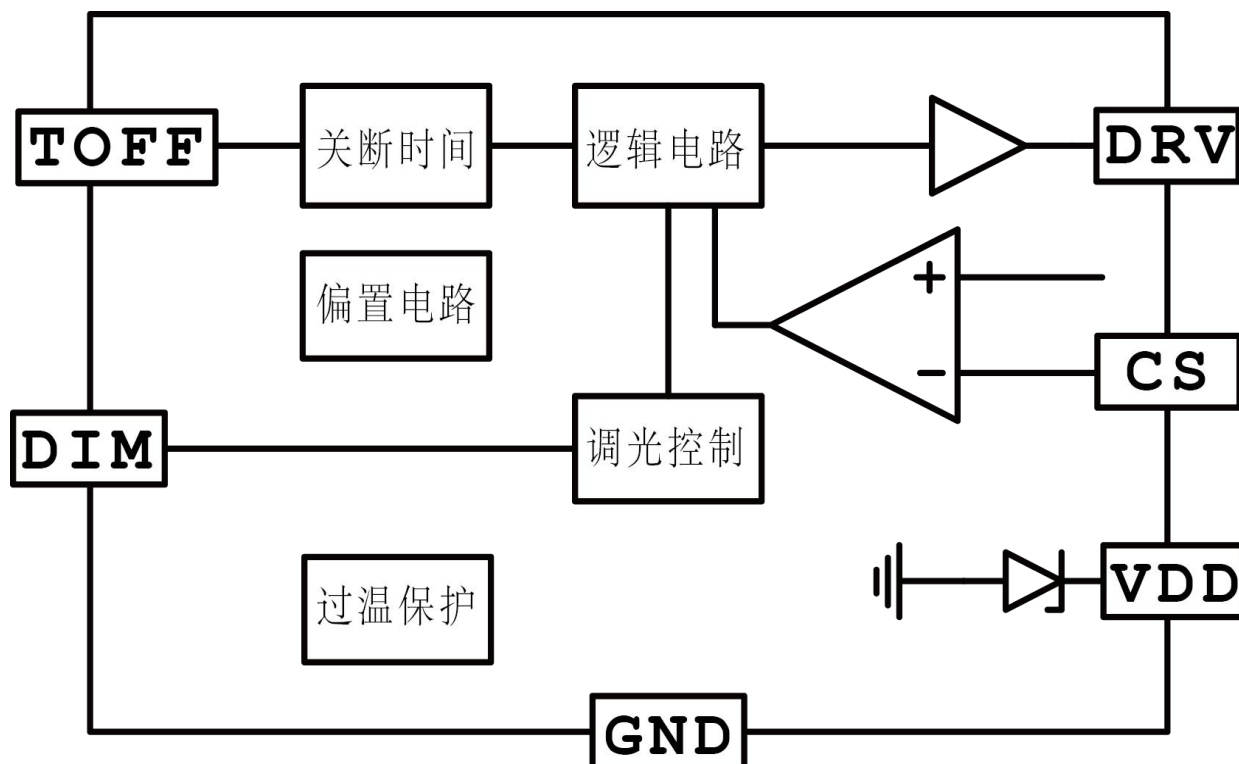 TOFF
关断时间
逻辑电路
DRV
偏置电路
+
-
CS
DIM
调光控制
过温保护
VDD
GND